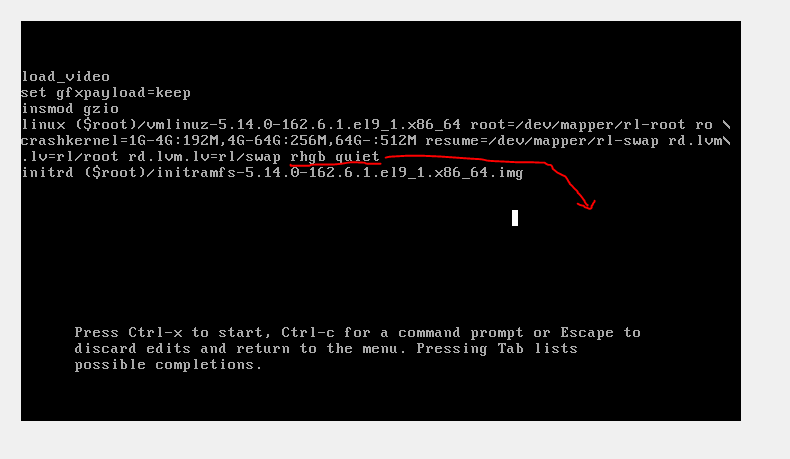 load_video
set gfxpayload=keep
insmod gzio
linux ($root)/vmlinuz-5.14.0-162.6.1.el9_1.x86_64 root=/dev/mapper/rl-root ro \
crashkernel=1G-4G:192M,4G-64G:256M,64G-:512M resume=/dev/mapper/rl-swap rd.lvm\
.lv=rl/root rd.lvm.lv=rl/swap rhgb quiet
initrd ($root)/initramfs-5.14.0-162.6.1.el9_1.x86_64.img
Press Ctrl-x to start, Ctrl-c for a command prompt or Escape to
discard edits and return to the menu. Pressing Tab lists
possible completions.